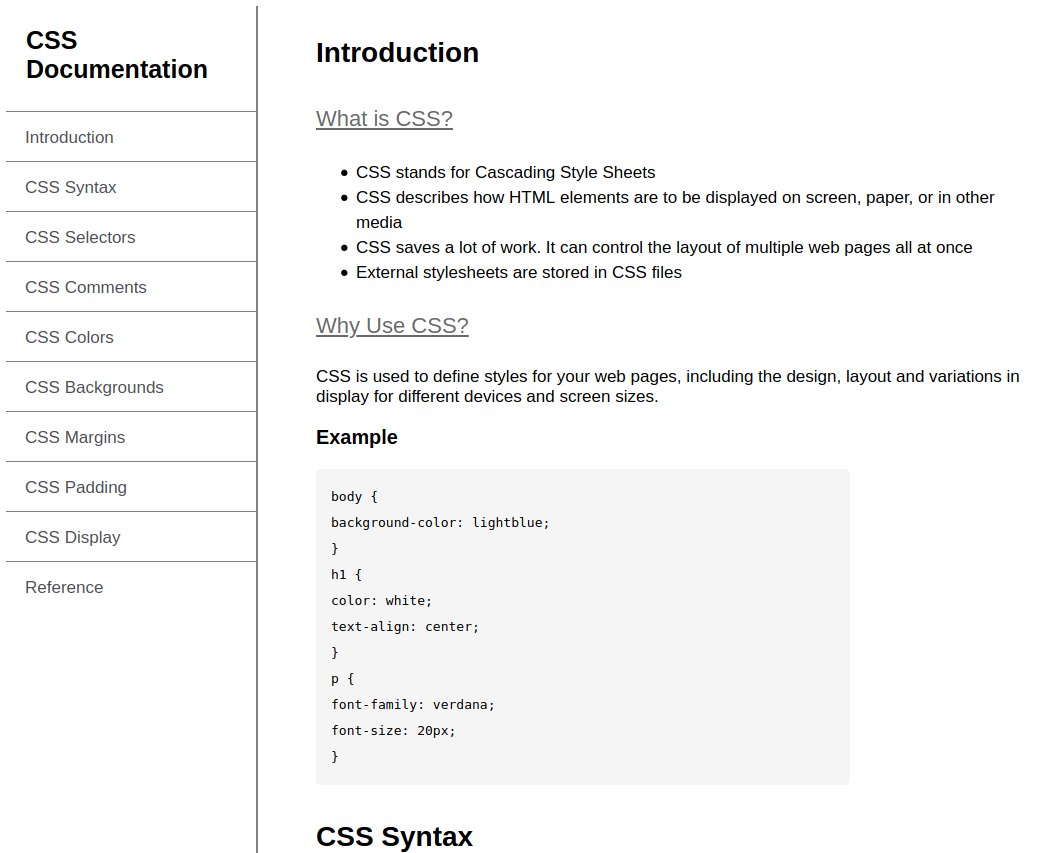 CSS
Documentation
Introduction
CSS Syntax
CSS Selectors
CSS Comments
CSS Colors
CSS Backgrounds
CSS Margins
CSS Padding
CSS Display
Reference
Introduction
What is CSS?
• CSS stands for Cascading Style Sheets
• CSS describes how HTML elements are to be displayed on screen, paper, or in other
media
• CSS saves a lot of work. It can control the layout of multiple web pages all at once
• External stylesheets are stored in CSS files
Why Use CSS?
CSS is used to define styles for your web pages, including the design, layout and variations in
display for different devices and screen sizes.
Example
body {
background-color: lightblue;
}
h1 {
color: white;
text-align: center;
}
p {
font-family: verdana;
font-size: 20px;
}
CSS Syntax